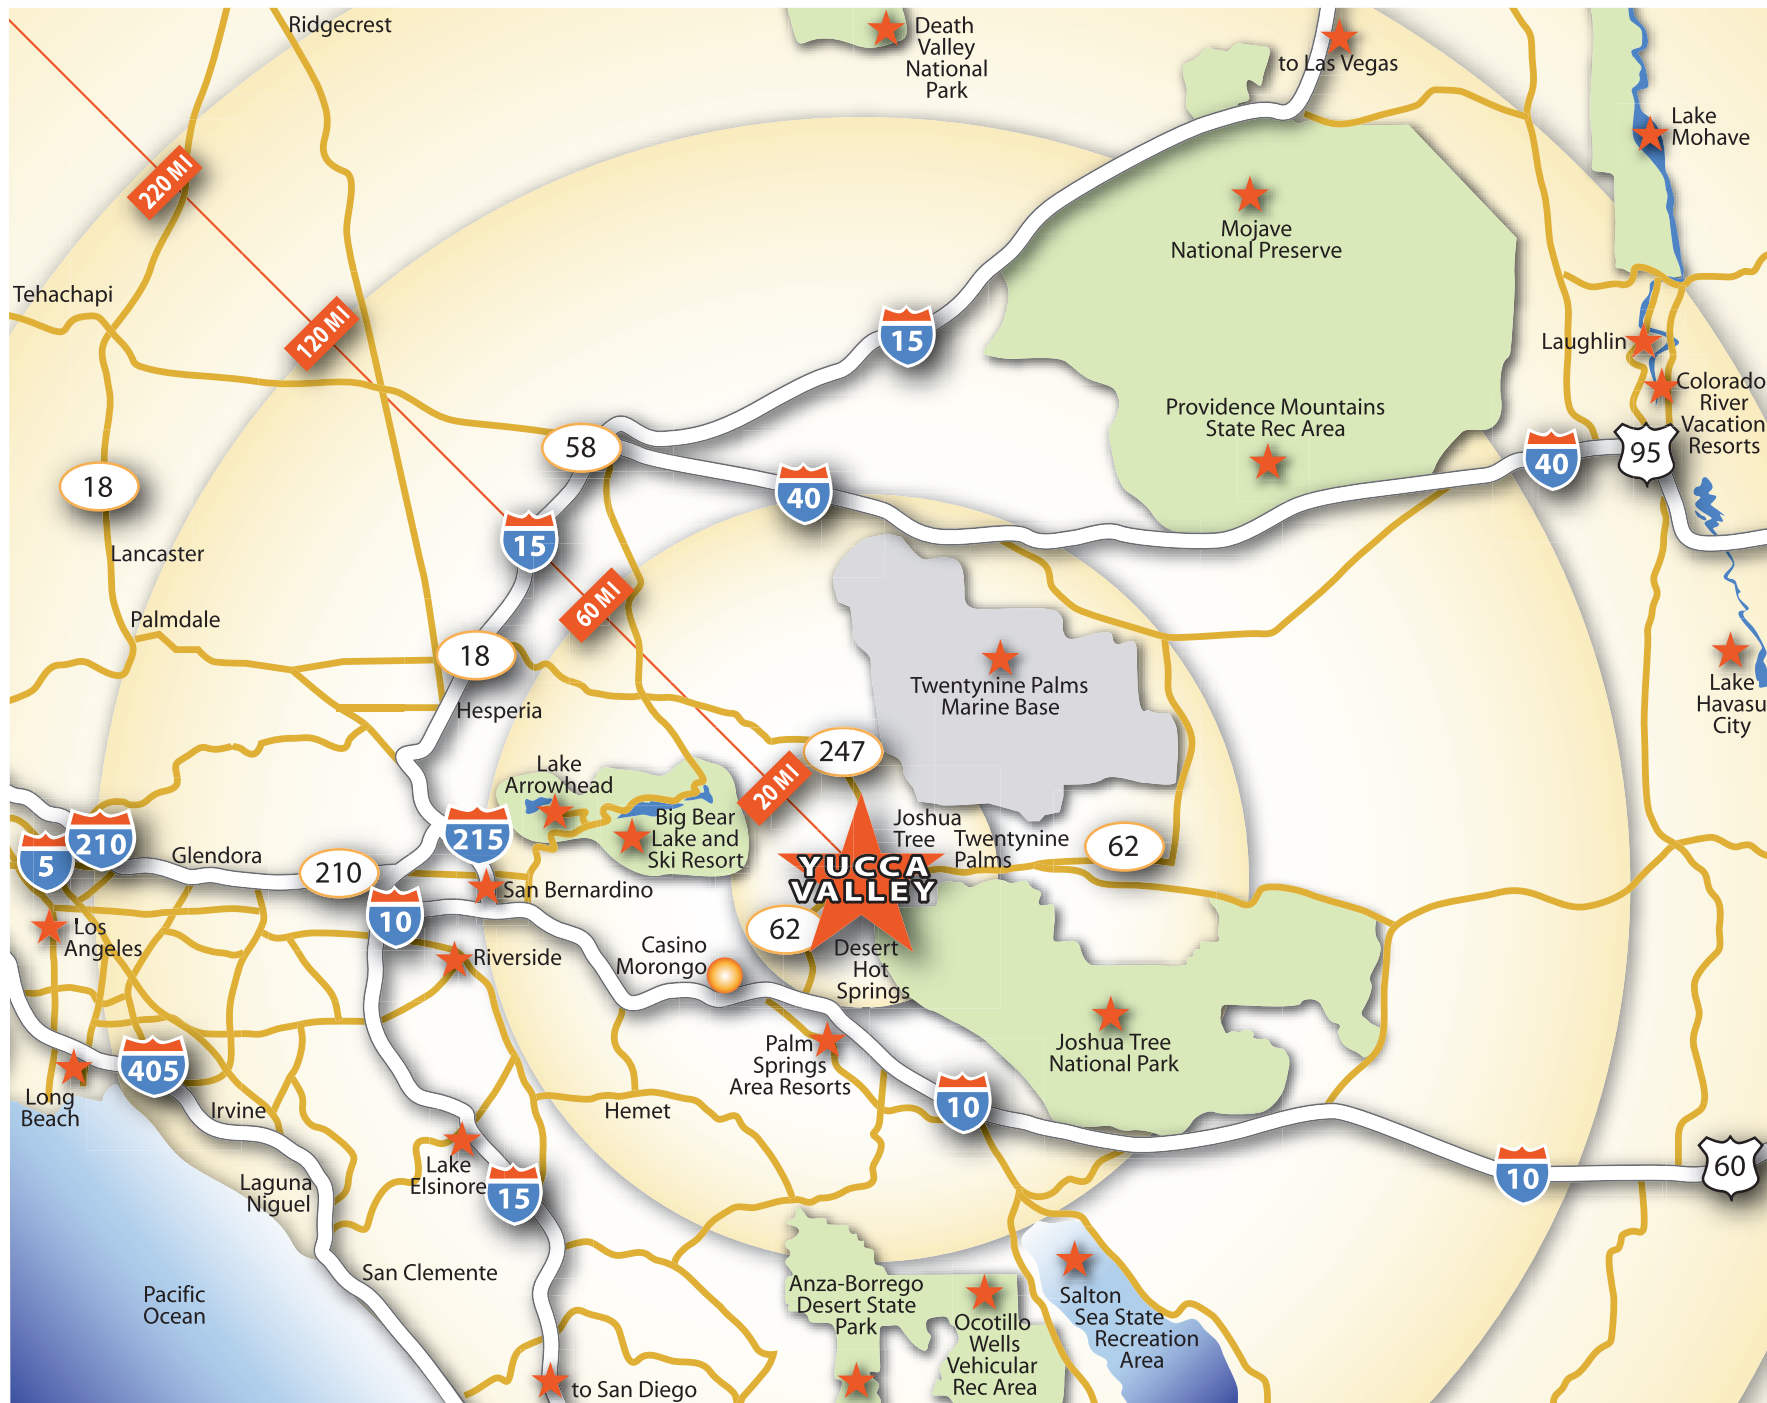 Ridgecrest
Death
Valley
National
Park
to Las Vegas
Lake
Mohave
220 MI
Mojave
National Preserve
Tehachapi
120 MI
15
Laughlin
Colorado
River
Vacation
Resorts
Providence Mountains
State Rec Area
58
40
40
95
18
15
Lancaster
60 MI
Palmdale
18
Twentynine Palms
Marine Base
Lake
Havasu
City
Hesperia
247
Lake
Arrowhead
20 MI
Big Bear
Lake and
Ski Resort
Joshua
Tree
Twentynine
Palms
62
5
210
215
Glendora
210
YUCCA
VALLEY
San Bernardino
10
Los
Angeles
62
Casino
Morongo
Riverside
Desert
Hot
Springs
Palm
Springs
Area Resorts
Joshua Tree
National Park
405
Long
Beach
Irvine
Hemet
10
Lake
Elsinore
15
Laguna
Niguel
10
60
San Clemente
Pacific
Ocean
Anza-Borrego
Desert State
Park
Ocotillo
Wells
Vehicular
Rec Area
Salton
Sea State
Recreation
Area
to San Diego